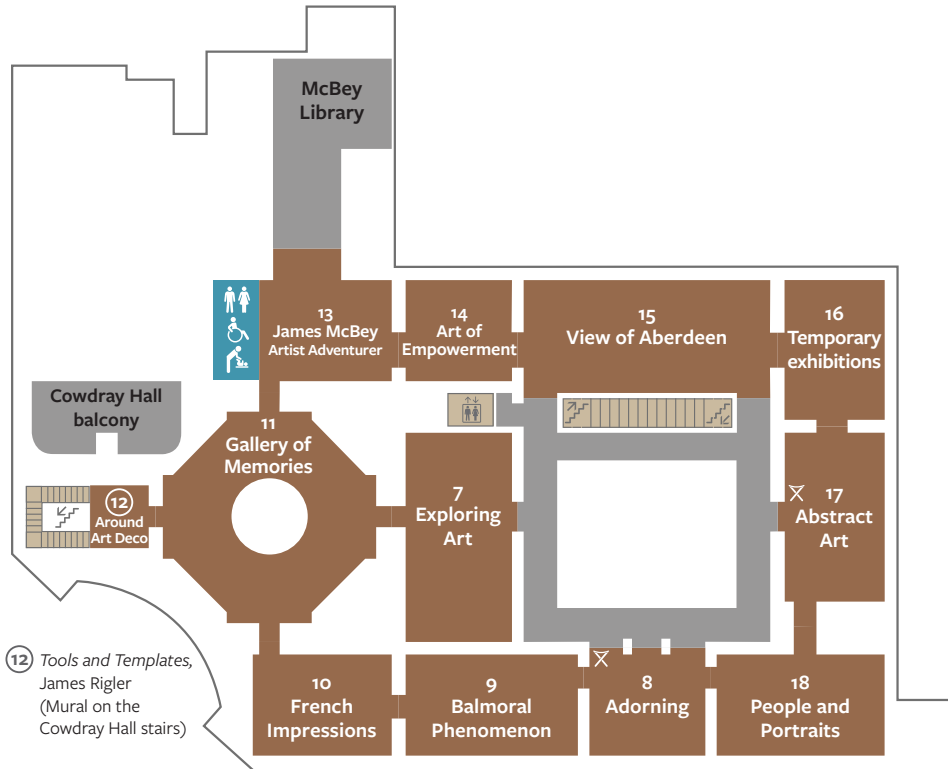 McBey
Library
13
James McBey
Artist Adventurer
14
Art of
Empowerment
15
View of Aberdeen
16
Temporary
exhibitions
Cowdray Hall
balcony
11
Gallery of
Memories
12
Around
Art Deco
7
Exploring
Art
17
Abstract
Art
12 Tools and Templates,
James Rigler
(Mural on the
Cowdray Hall stairs)
10
French
Impressions
9
Balmoral
Phenomenon
8
Adorning
18
People and
Portraits